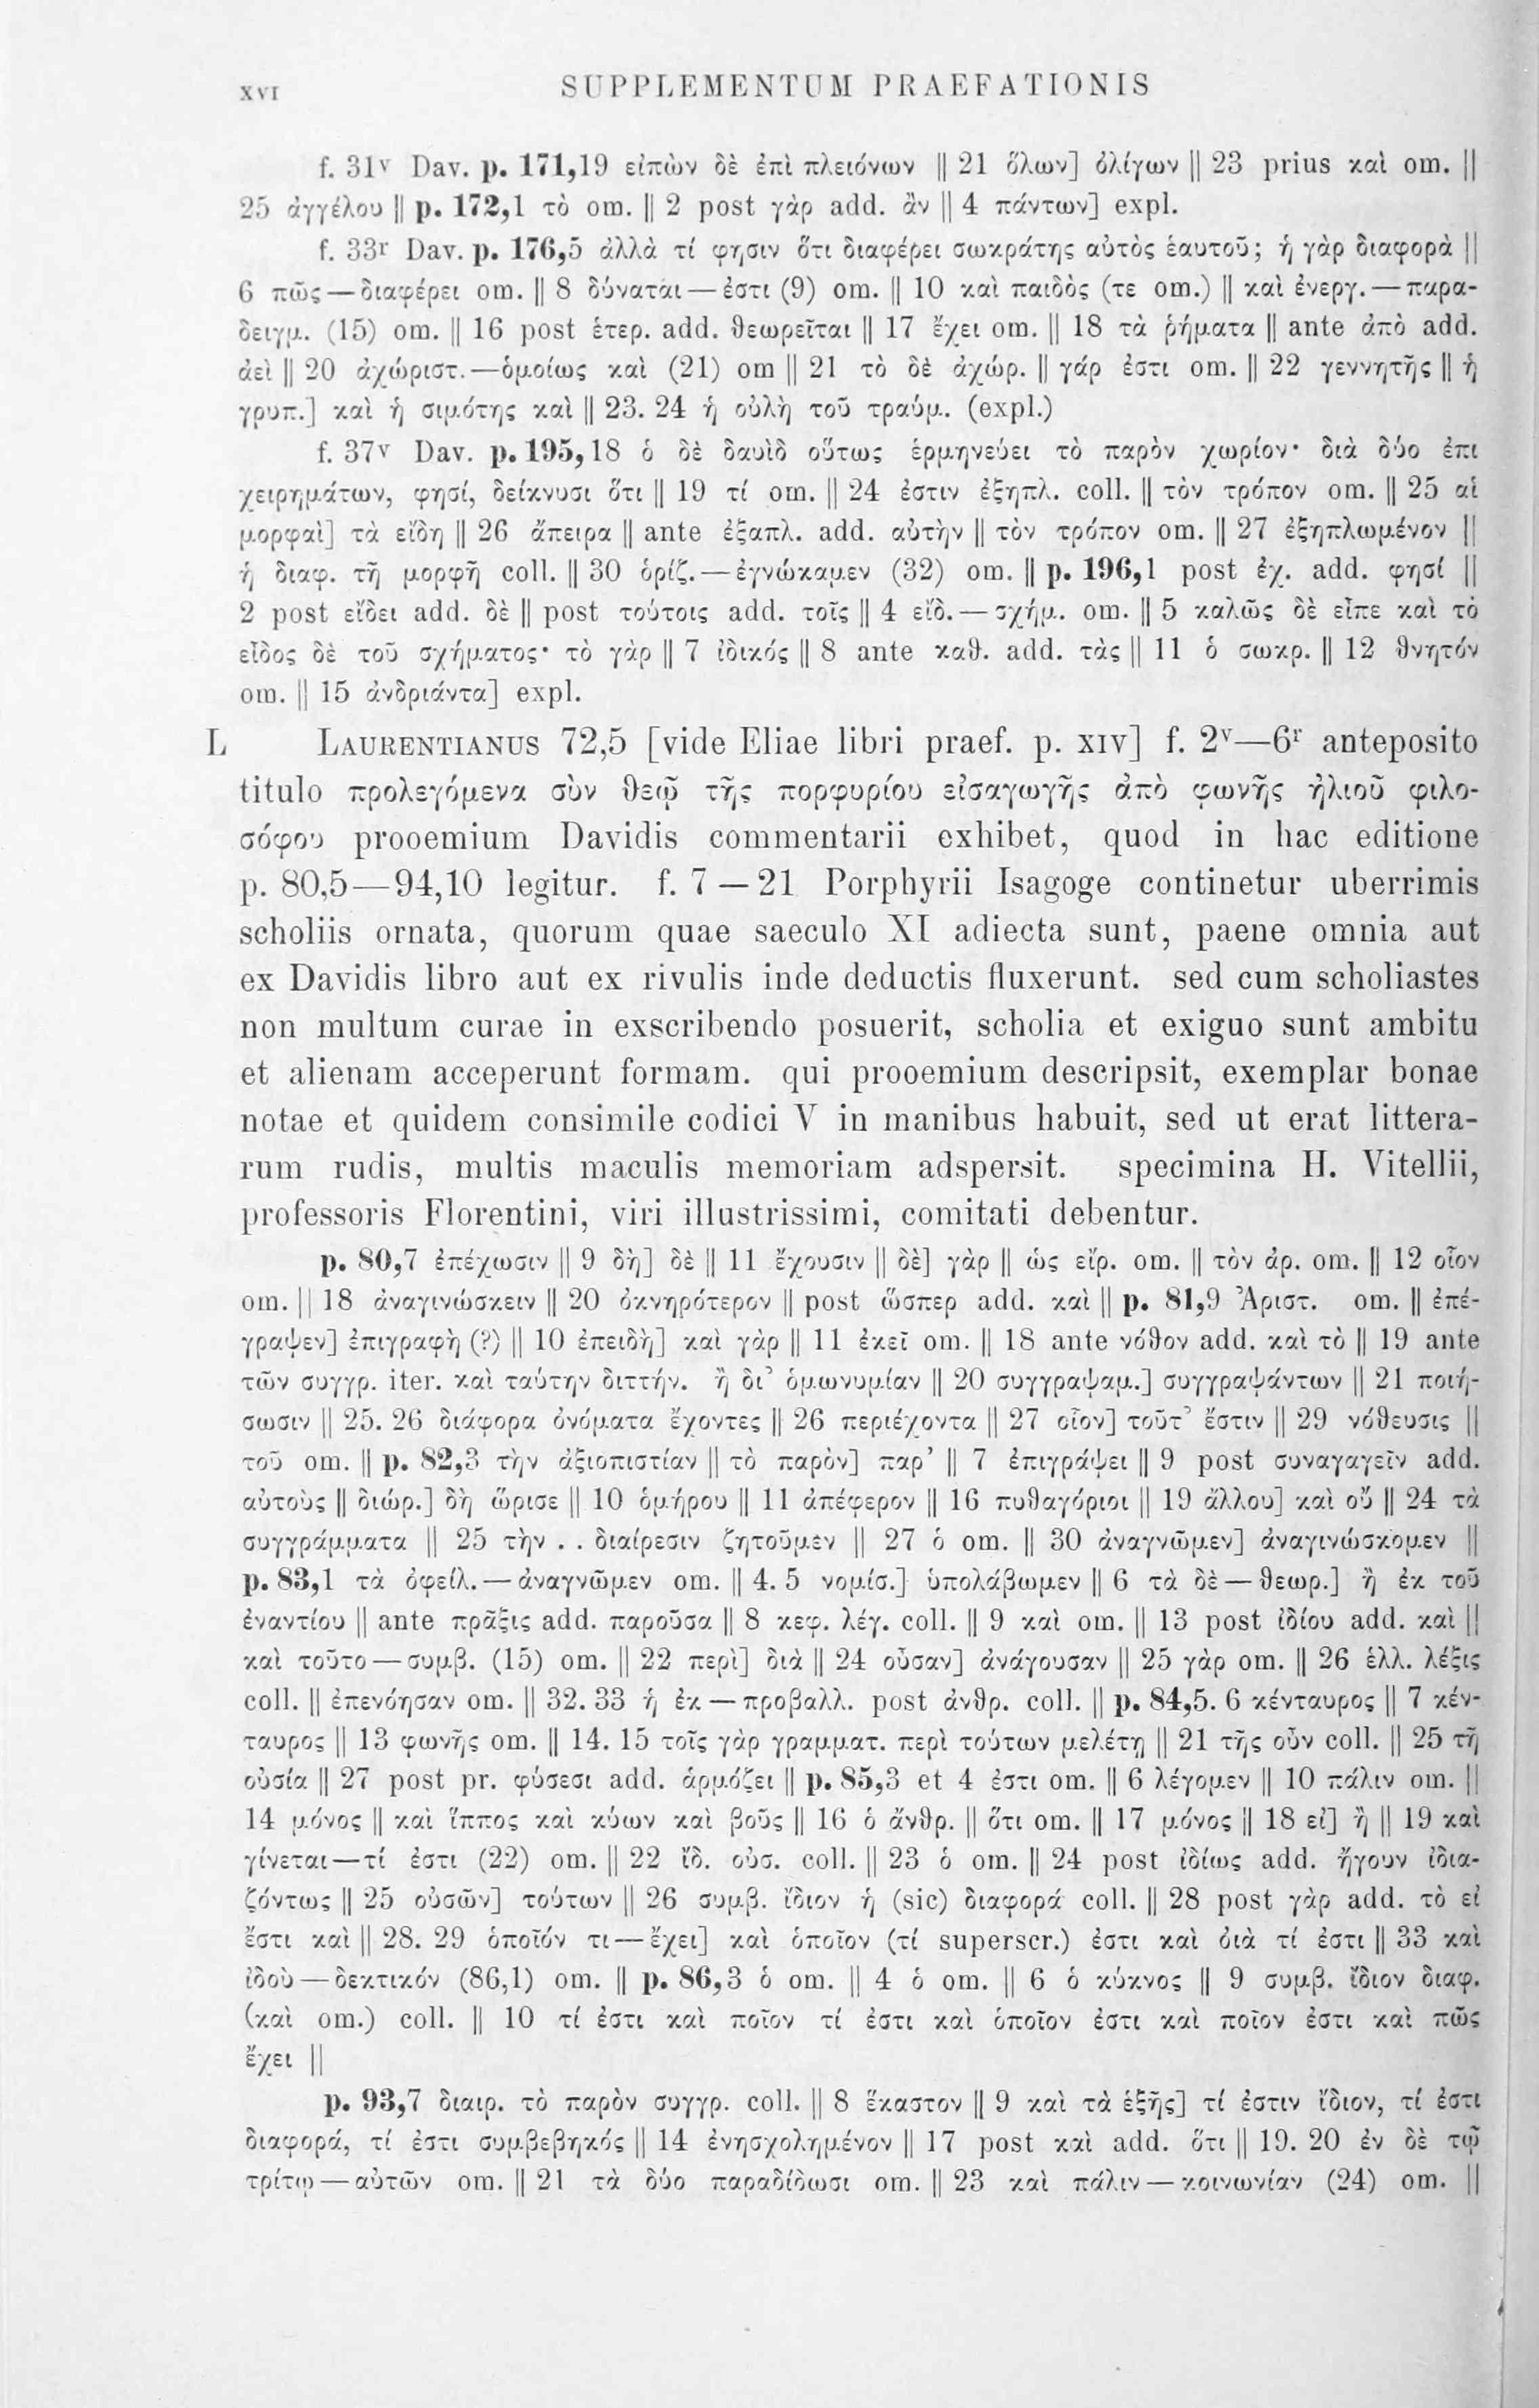 XVI SUPPLEMENTUM PRAEFATIONIS
f. 31v Dav. p. 171,19 εἰπὼν δὲ ἐπὶ πλειόνων || 21 ὅλων] ὀλίγων || 23 prius καὶ om. ||
25 ἀγγέλου || p. 172,1 τὸ om. || 2 post γὰρ add. ἂν || 4 πάντων] expl.
f. 33r Dav. p. 176,5 ἀλλὰ τί φησιν ὅτι διαφέρει σωκράτης αὐτὸς ἑαυτοῦ; ἡ γὰρ διαφορὰ ||
6 πῶς — διαφέρει om. || 8 δύναται — ἐστι (9) om. || 10 καὶ παιδὸς (τε om.) || καὶ ἐνεργ. — παρα-
δειγμ. (15) om. || 16 post ἑτερ. add. θεωρεῖται || 17 ἔχει om. || 18 τὰ ῥήματα || ante ἀπὸ add.
ἀεὶ || 20 ἀχώριστ. — ὁμοίως καὶ (21) om || 21 τὸ δὲ ἀχώρ. || γάρ ἐστι om. || 22 γεννητῆς || ἡ
γρυπ.] καὶ ἡ σιμότης καὶ || 23. 24 ἡ οὐλὴ τοῦ τραύμ. (expl.)
f. 37v Dav. p. 195,18 ὁ δὲ δαυὶδ οὕτως ἑρμηνεύει τὸ παρὸν χωρίον· διὰ δύο ἐπι
χειρημάτων, φησί, δείκνυσι ὅτι || 19 τί om. || 24 ἐστιν ἐξηπλ. coll. || τὸν τρόπον om. || 25 αἱ
μορφαὶ] τὰ εἴδη || 26 ἄπειρα || ante ἐξαπλ. add. αὐτὴν || τὸν τρόπον om. || 27 ἐξηπλωμένον ||
ἡ διαφ. τῇ μορφῇ coll. || 30 ὁρίζ. — ἐγνώκαμεν (32) om. || p. 196,1 post ἐχ. add. φησί ||
2 post εἴδει add. δὲ || post τούτοις add. τοῖς || 4 εἴδ. — σχήμ. om. || 5 καλῶς δὲ εἶπε καὶ τὸ
εἶδος δὲ τοῦ σχήματος· τὸ γὰρ || 7 ἰδικός || 8 ante καθ. add. τὰς || 11 ὁ σωκρ. || 12 θνητόν
om. || 15 ἀνδριάντα] expl.
L LAURENTIANUS 72,5 [vide Eliae libri praef. p. XIV] f. 2v—6r anteposito
titulo προλεγόμενα σὺν θεῷ τῆς πορφυρίου εἰσαγωγῆς ἀπὸ φωνῆς ἠλιοῦ φιλο-
σόφου prooemium Davidis commentarii exhibet, quod in hac editione
p. 80,5—94,10 legitur. f. 7 — 21 Porphyrii Isagoge continetur uberrimis
scholiis ornata, quorum quae saeculo XI adiecta sunt, paene omnia aut
ex Davidis libro aut ex rivulis inde deductis fluxerunt. sed cum scholiastes
non multum curae in exscribendo posuerit, scholia et exiguo sunt ambitu
et alienam acceperunt formam. qui prooemium descripsit, exemplar bonae
notae et quidem consimile codici V in manibus habuit, sed ut erat littera-
rum rudis, multis maculis memoriam adspersit. specimina H. Vitellii,
professoris Florentini, viri illustrissimi, comitati debentur.
p. 80,7 ἐπέχωσιν || 9 δὴ] δὲ || 11 ἔχουσιν || δὲ] γὰρ || ὡς εἴρ. om. || τὸν ἀρ. om. || 12 οἷον
om. || 18 ἀναγινώσκειν || 20 ὀκνηρότερον || post ὥσπερ add. καὶ || p. 81,9 Ἀριστ. om. || ἐπέ-
γραψεν] ἐπιγραφὴ (?) || 10 ἐπειδὴ] καὶ γὰρ || 11 ἐκεῖ om. || 18 ante νόθον add. καὶ τὸ || 19 ante
τῶν συγγρ. iter. καὶ ταύτην διττήν. ἢ δι’ ὁμωνυμίαν || 20 συγγραψαμ.] συγγραψάντων || 21 ποιή-
σωσιν || 25. 26 διάφορα ὀνόματα ἔχοντες || 26 περιέχοντα || 27 οἷον] τοῦτ’ ἔστιν || 29 νόθευσις ||
τοῦ om. || p. 82,3 τὴν ἀξιοπιστίαν || τὸ παρὸν] παρ’ || 7 ἐπιγράψει || 9 post συναγαγεῖν add.
αὐτοὺς || διώρ.] δὴ ὥρισε || 10 ὁμήρου || 11 ἀπέφερον || 16 πυθαγόριοι || 19 ἄλλου] καὶ οὔ || 24 τὰ
συγγράμματα || 25 τὴν . . διαίρεσιν ζητοῦμεν || 27 ὁ om. || 30 ἀναγνῶμεν] ἀναγινώσκομεν ||
p. 83,1 τὰ ὀφείλ. — ἀναγνῶμεν om. || 4. 5 νομίσ.] ὑπολάβωμεν || 6 τὰ δὲ — θεωρ.] ἢ ἐκ τοῦ
ἐναντίου || ante πρᾶξις add. παροῦσα || 8 κεφ. λέγ. coll. || 9 καὶ om. || 13 post ἰδίου add. καὶ ||
καὶ τοῦτο — συμβ. (15) om. || 22 περὶ] διὰ || 24 οὖσαν] ἀνάγουσαν || 25 γὰρ om. || 26 ἑλλ. λέξις
coll. || ἐπενόησαν om. || 32. 33 ἡ ἐκ — προβαλλ. post ἀνθρ. coll. || p. 84,5. 6 κένταυρος || 7 κέν-
ταυρος || 13 φωνῆς om. || 14. 15 τοῖς γὰρ γραμματ. περὶ τούτων μελέτῃ || 21 τῆς οὖν coll. || 25 τῇ
οὐσία || 27 post pr. φύσεσι add. ἁρμόζει || p. 85,3 et 4 ἐστι om. || 6 λέγομεν || 10 πάλιν om. ||
14 μόνος || καὶ ἵππος καὶ κύων καὶ βοῦς || 16 ὁ ἄνθρ. || ὅτι om. || 17 μόνος || 18 εἰ] ἢ || 19 καὶ
γίνεται — τί ἐστι (22) om. || 22 ἴδ. οὐσ. coll. || 23 ὁ om. || 24 post ἰδίως add. ἤγουν ἰδια-
ζόντως || 25 οὐσῶν] τούτων || 26 συμβ. ἴδιον ἡ (sic) διαφορά coll. || 28 post γὰρ add. τὸ εἰ
ἔστι καὶ || 28. 29 ὁποῖόν τι — ἔχει] καὶ ὁποῖον (τί superscr.) ἐστι καὶ διὰ τί ἐστι || 33 καὶ
ἰδοὺ — δεκτικόν (86,1) om. || p. 86,3 ὁ om. || 4 ὁ om. || 6 ὁ κύκνος || 9 συμβ. ἴδιον διαφ.
(καὶ om.) coll. || 10 τί ἐστι καὶ ποῖον τί ἐστι καὶ ὁποῖον ἐστι καὶ ποῖον ἐστι καὶ πῶς
ἔχει ||
p. 93,7 διαιρ. τὸ παρὸν συγγρ. coll. || 8 ἕκαστον || 9 καὶ τὰ ἑξῆς] τί ἐστιν ἴδιον, τί ἐστι
διαφορά, τί ἐστι συμβεβηκός || 14 ἐνησχολημένον || 17 post καὶ add. ὅτι || 19. 20 ἐν δὲ τῷ
τρίτῳ — αὐτῶν om. || 21 τὰ δύο παραδίδωσι om. || 23 καὶ πάλιν — κοινωνίαν (24) om. ||